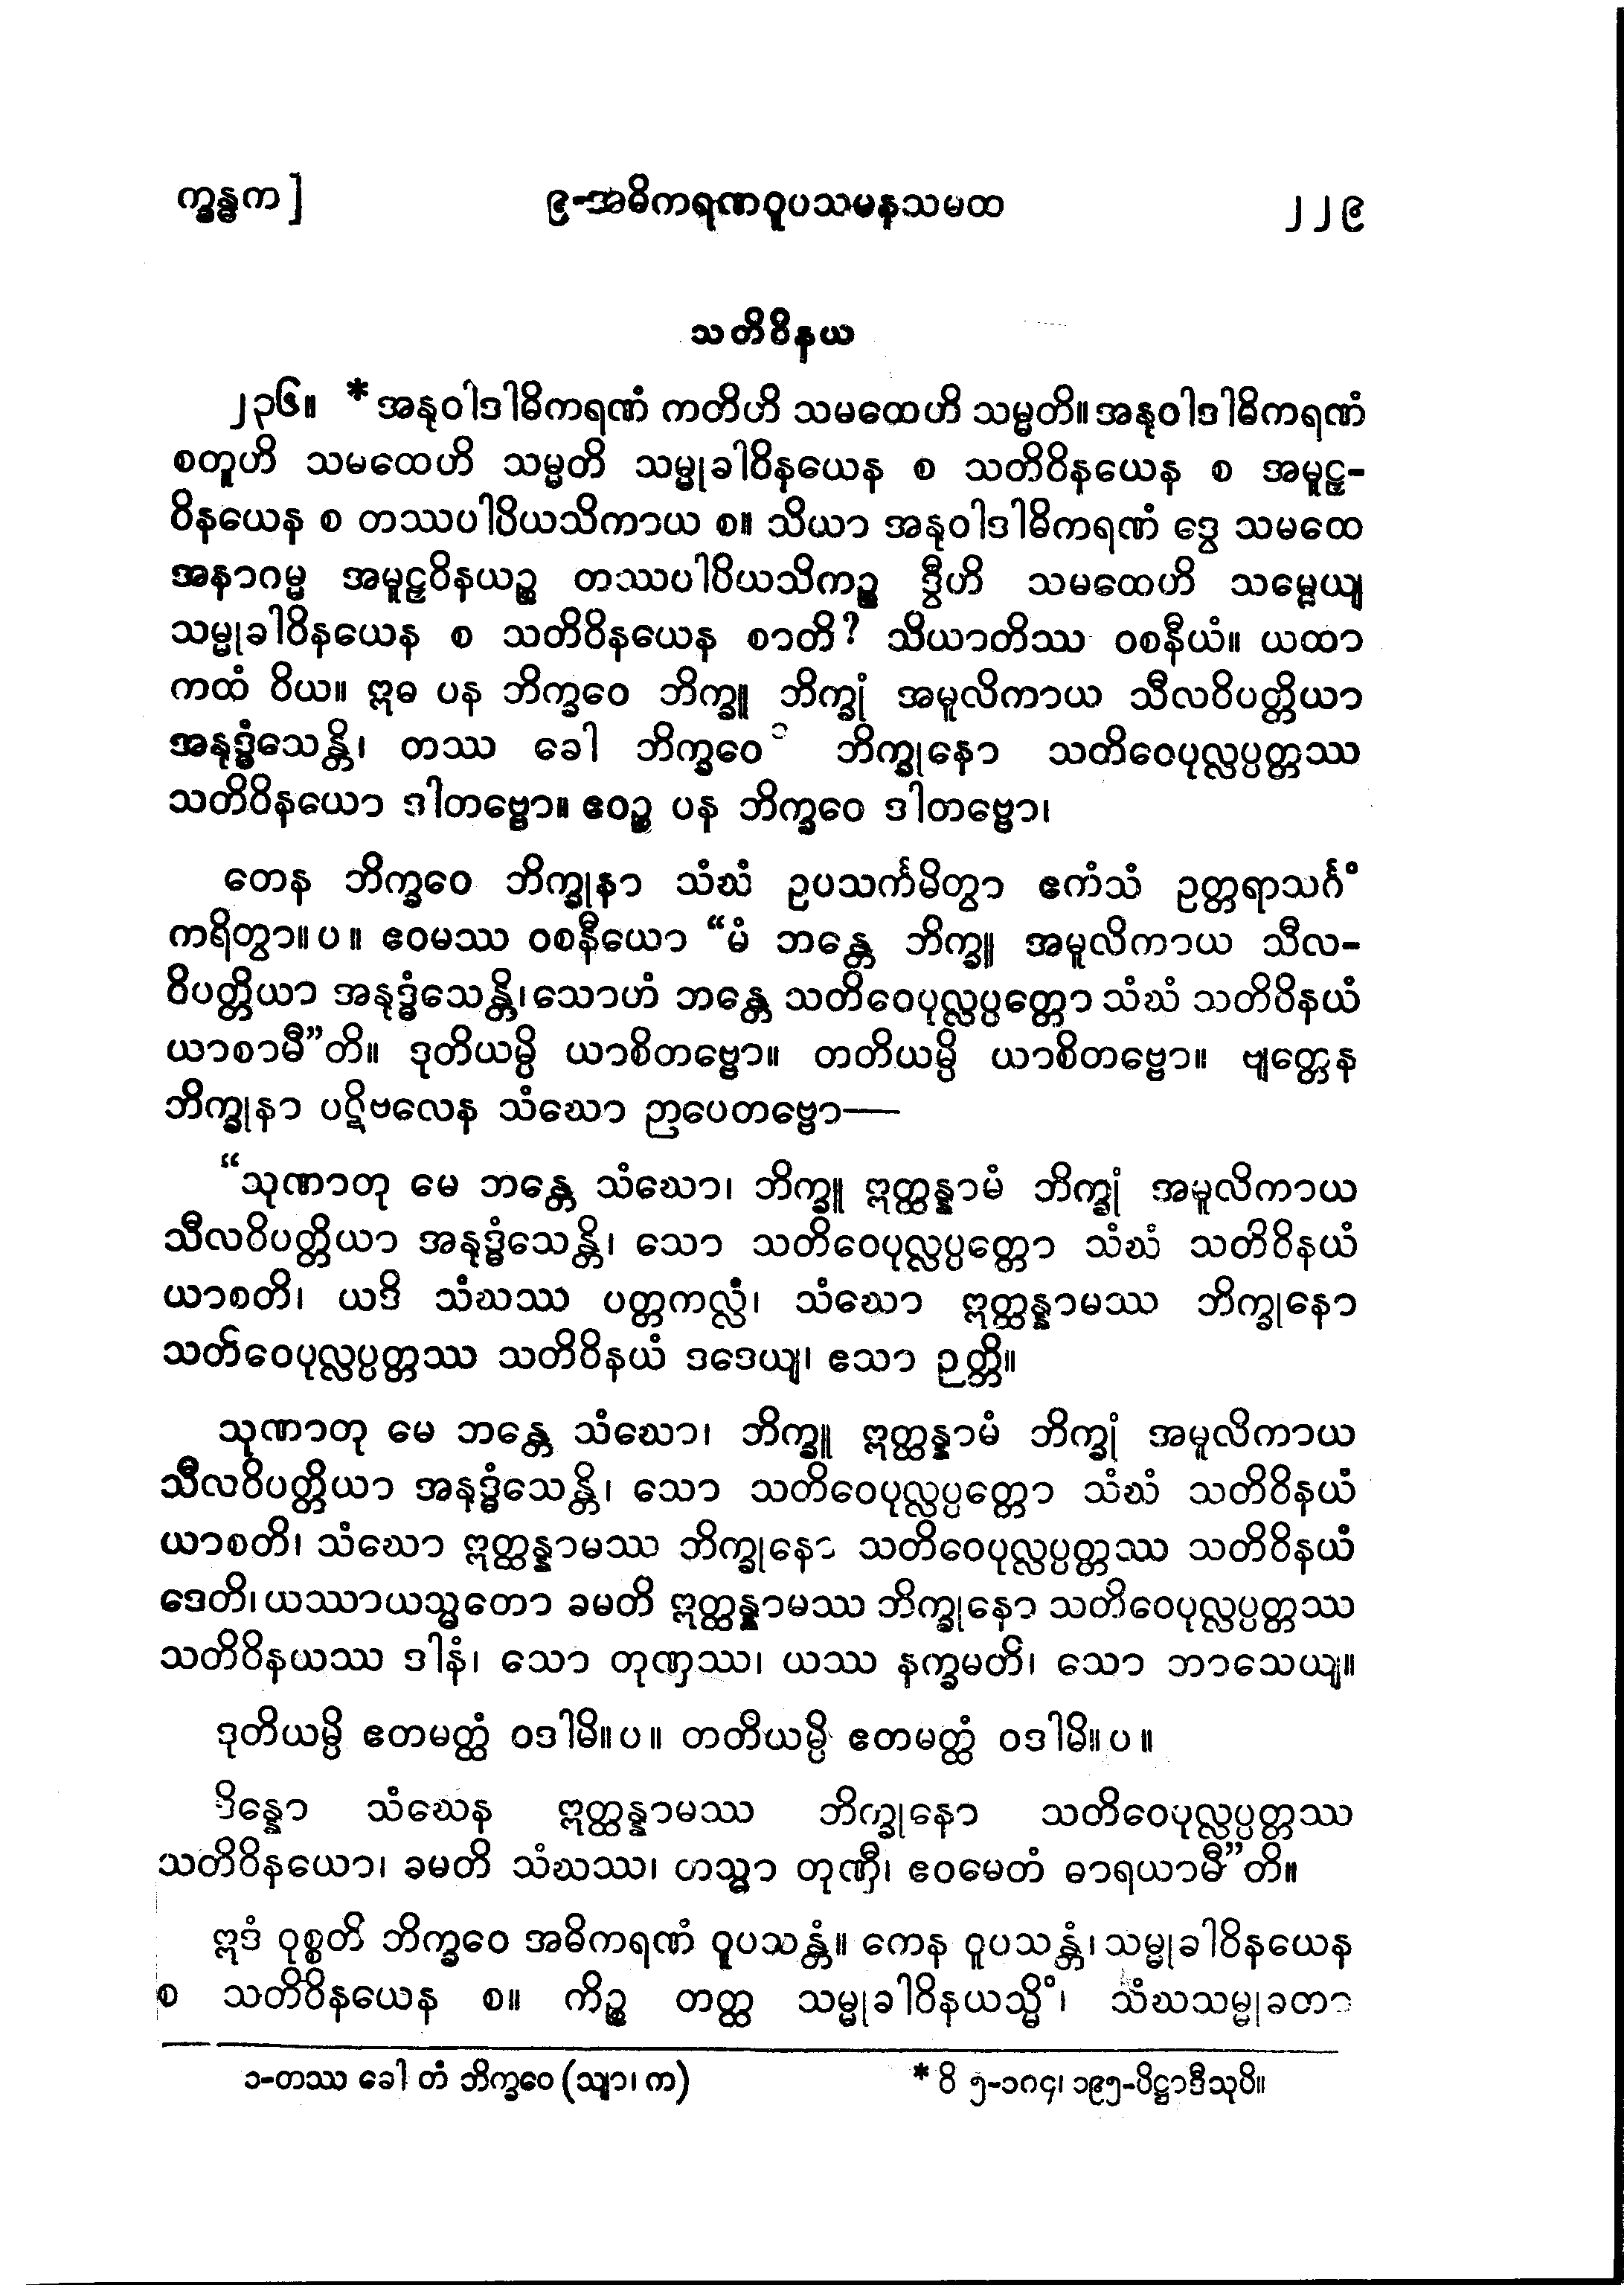 က္ခန္ဓက]
၉-အဓိကရဏဝူပသမနသမထ
၂၂၉
သတိဝိနယ
၂၃၆။ *အနုဝါဒါဓိကရဏံ ကတိဟိ သမထေဟိ သမ္မတိ။ အနုဝါဒါဓိကရဏံ
စတူဟိ သမထေဟိ သမ္မတိ သမ္မုခါဝိနယေန စ သတိဝိနယေန စ အမူဠှ-
ဝိနယေန စ တဿပါပိယသိကာယ စ။ သိယာ အနုဝါဒါဓိကရဏံ ဒွေ သမထေ
အနာဂမ္မ အမူဠှဝိနယဉ္စ တဿပါပိယသိကဉ္စ ဒွီဟိ သမထေဟိ သမ္မေယျ
သမ္မုခါဝိနယေန စ သတိဝိနယေန စာတိ? သိယာတိဿ ဝစနီယံ။ ယထာ
ကထံ ဝိယ။ ဣဓ ပန ဘိက္ခဝေ ဘိက္ခူ ဘိက္ခုံ အမူလိကာယ သီလဝိပတ္တိယာ
အနုဒ္ဓံသေန္တိ၊ တဿ ခေါ ဘိက္ခဝေ ၁ ဘိက္ခုနော သတိဝေပုလ္လပ္ပတ္တဿ
သတိဝိနယော ဒါတဗ္ဗော။ ဧဝဉ္စ ပန ဘိက္ခဝေ ဒါတဗ္ဗော၊
တေန ဘိက္ခဝေ ဘိက္ခုနာ သံဃံ ဥပသင်္ကမိတွာ ဧကံသံ ဥတ္တရာသင်္ဂံ
ကရိတွာ။ပ။ ဧဝမဿ ဝစနီယော “မံ ဘန္တေ ဘိက္ခူ အမူလိကာယ သီလ-
ဝိပတ္တိယာ အနုဒ္ဓံသေန္တိ၊ သောဟံ ဘန္တေ သတိဝေပုလ္လပ္ပတ္တော သံဃံ သတိဝိနယံ
ယာစာမီ”တိ။ ဒုတိယမ္ပိ ယာစိတဗ္ဗော။ တတိယမ္ပိ ယာစိတဗ္ဗော။ ဗျတ္တေန
ဘိက္ခုနာ ပဋိဗလေန သံဃော ဉာပေတဗ္ဗော—
“သုဏာတု မေ ဘန္တေ သံဃော၊ ဘိက္ခူ ဣတ္ထန္နာမံ ဘိက္ခုံ အမူလိကာယ
သီလဝိပတ္တိယာ အနုဒ္ဓံသေန္တိ၊ သော သတိဝေပုလ္လပ္ပတ္တော သံဃံ သတိဝိနယံ
ယာစတိ၊ ယဒိ သံဃဿ ပတ္တကလ္လံ၊ သံဃော ဣတ္ထန္နာမဿ ဘိက္ခုနော
သတိဝေပုလ္လပ္ပတ္တဿ သတိဝိနယံ ဒဒေယျ၊ ဧသာ ဉတ္တိ။
သုဏာတု မေ ဘန္တေ သံဃော၊ ဘိက္ခူ ဣတ္ထန္နာမံ ဘိက္ခုံ အမူလိကာယ
သီလဝိပတ္တိယာ အနုဒ္ဓံသေန္တိ၊ သော သတိဝေပုလ္လပ္ပတ္တော သံဃံ သတိဝိနယံ
ယာစတိ၊ သံဃော ဣတ္ထန္နာမဿ ဘိက္ခုနော သတိဝေပုလ္လပ္ပတ္တဿ သတိဝိနယံ
ဒေတိ၊ ယဿာယသ္မတော ခမတိ ဣတ္ထန္နာမဿ ဘိက္ခုနော သတိဝေပုလ္လပ္ပတ္တဿ
သတိဝိနယဿ ဒါနံ၊ သော တုဏှဿ၊ ယဿ နက္ခမတိ၊ သော ဘာသေယျ။
ဒုတိယမ္ပိ ဧတမတ္ထံ ဝဒါမိ။ပ။ တတိယမ္ပိ ဧတမတ္ထံ ဝဒါမိ။ပ။
ဒိန္နော သံဃေန ဣတ္ထန္နာမဿ ဘိက္ခုနော သတိဝေပုလ္လပ္ပတ္တဿ
သတိဝိနယော၊ ခမတိ သံဃဿ၊ တသ္မာ တုဏှီ၊ ဧဝမေတံ ဓာရယာမီ”တိ။
ဣဒံ ဝုစ္စတိ ဘိက္ခဝေ အဓိကရဏံ ဝူပသန္တံ။ ကေန ဝူပသန္တံ၊ သမ္မုခါဝိနယေန
စ သတိဝိနယေန စ။ ကိဉ္စ တတ္ထ သမ္မုခါဝိနယသ္မိံ၊ သံဃသမ္မုခတာ
၁-တဿ ခေါ တံ ဘိက္ခဝေ (သျာ၊ က)
* ဝိ ၅-၁၈၄၊ ၁၉၅-ပိဋ္ဌာဒီသုပိ။